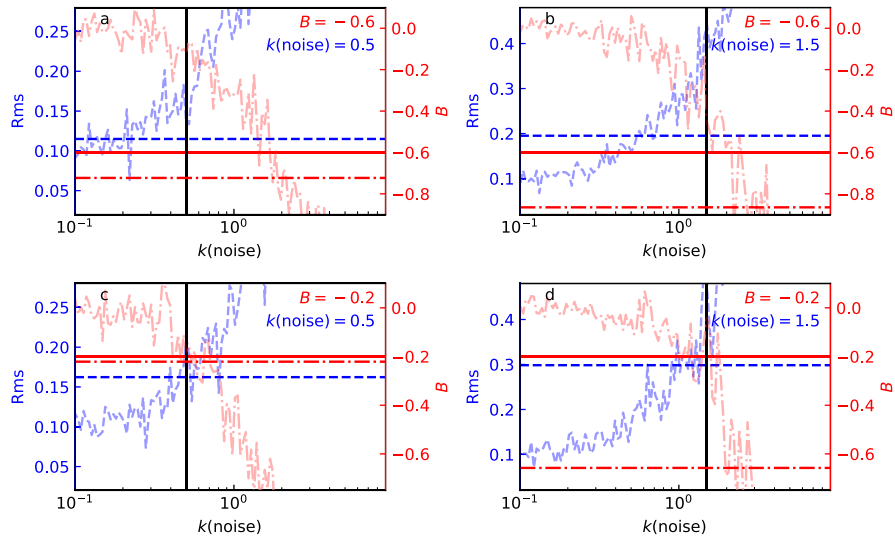 a
B = −0.6
k(noise) = 0.5
0.25
0.20
0.15
0.10
0.05
Rms
0.0
−0.2
−0.4
−0.6
−0.8
B
10⁻¹
10⁰
k(noise)
b
B = −0.6
k(noise) = 1.5
0.4
0.3
0.2
0.1
Rms
0.0
−0.2
−0.4
−0.6
−0.8
B
10⁻¹
10⁰
k(noise)
c
B = −0.2
k(noise) = 0.5
0.25
0.20
0.15
0.10
0.05
Rms
0.0
−0.2
−0.4
−0.6
B
10⁻¹
10⁰
k(noise)
d
B = −0.2
k(noise) = 1.5
0.4
0.3
0.2
0.1
Rms
0.0
−0.2
−0.4
−0.6
B
10⁻¹
10⁰
k(noise)